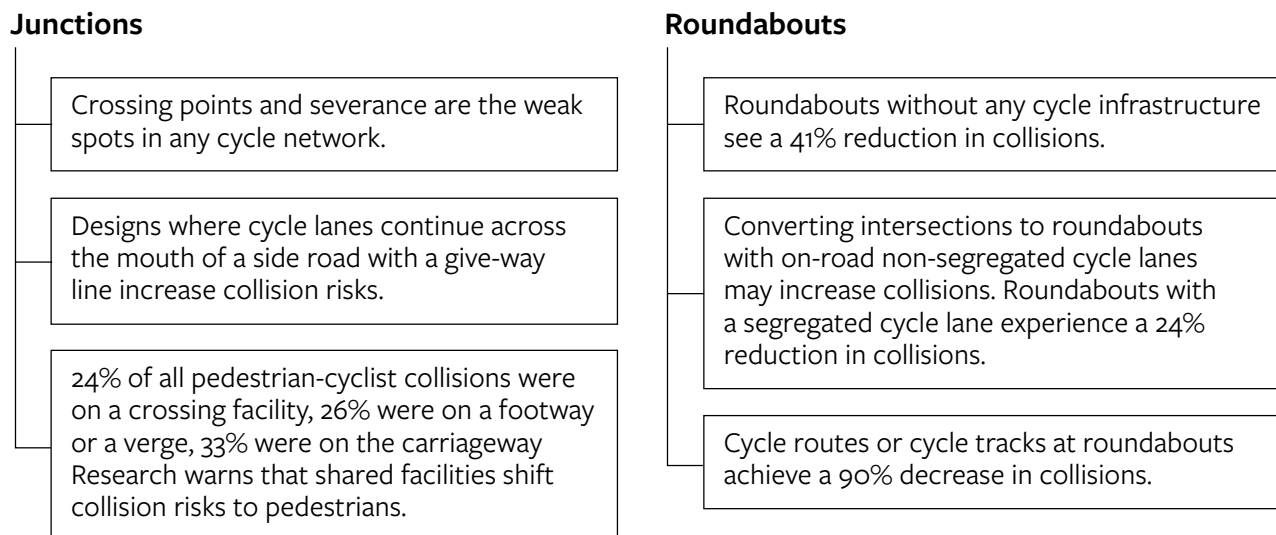 Junctions
Crossing points and severance are the weak
spots in any cycle network.
Designs where cycle lanes continue across
the mouth of a side road with a give-way
line increase collision risks.
24% of all pedestrian-cyclist collisions were
on a crossing facility, 26% were on a footway
or a verge, 33% were on the carriageway
Research warns that shared facilities shift
collision risks to pedestrians.
Roundabouts
Roundabouts without any cycle infrastructure
see a 41% reduction in collisions.
Converting intersections to roundabouts
with on-road non-segregated cycle lanes
may increase collisions. Roundabouts with
a segregated cycle lane experience a 24%
reduction in collisions.
Cycle routes or cycle tracks at roundabouts
achieve a 90% decrease in collisions.